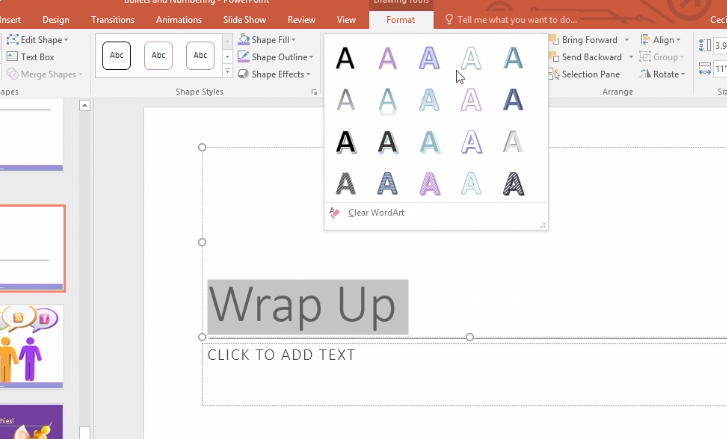 Bullets and Numbering - PowerPoint
Drawing Tools
Insert Design Transitions Animations Slide Show Review View Format Tell me what you want to do...
Edit Shape
Text Box
Merge Shapes
Abc Abc Abc
Shape Fill
Shape Outline
Shape Effects
Shape Styles
A A A A A
A A A A A
A A A A A
A A A A A
Clear WordArt
Bring Forward
Send Backward
Selection Pane
Align
Group
Rotate
Arrange
3.9
11"
Wrap Up
CLICK TO ADD TEXT